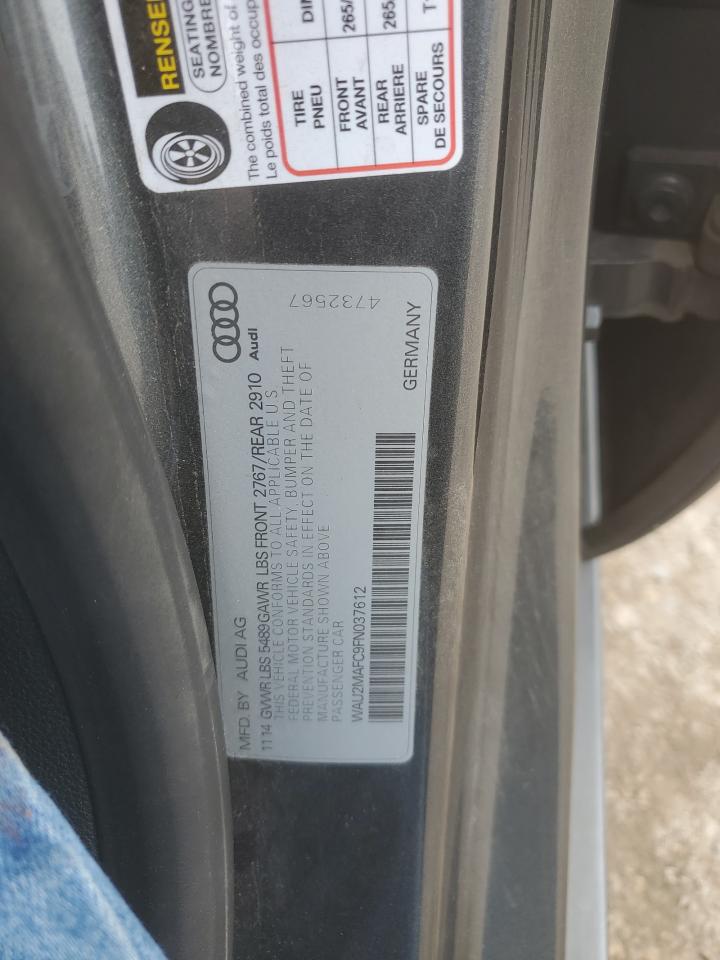 RENSE
SEATING
NOMBRE
The combined weight of
Le poids total des occup
TIRE
PNEU
FRONT
AVANT
265/
REAR
ARRIERE
265
SPARE
DE SECOURS
4732567
Audi
MFD. BY AUDI AG
11 14 GVWR LBS 5489 GAWR LBS FRONT 2767/REAR 2910
THIS VEHICLE CONFORMS TO ALL APPLICABLE U S
FEDERAL MOTOR VEHICLE SAFETY, BUMPER AND THEFT
PREVENTION STANDARDS IN EFFECT ON THE DATE OF
MANUFACTURE SHOWN ABOVE
PASSENGER CAR
WAU2MAFC9FN037612
GERMANY